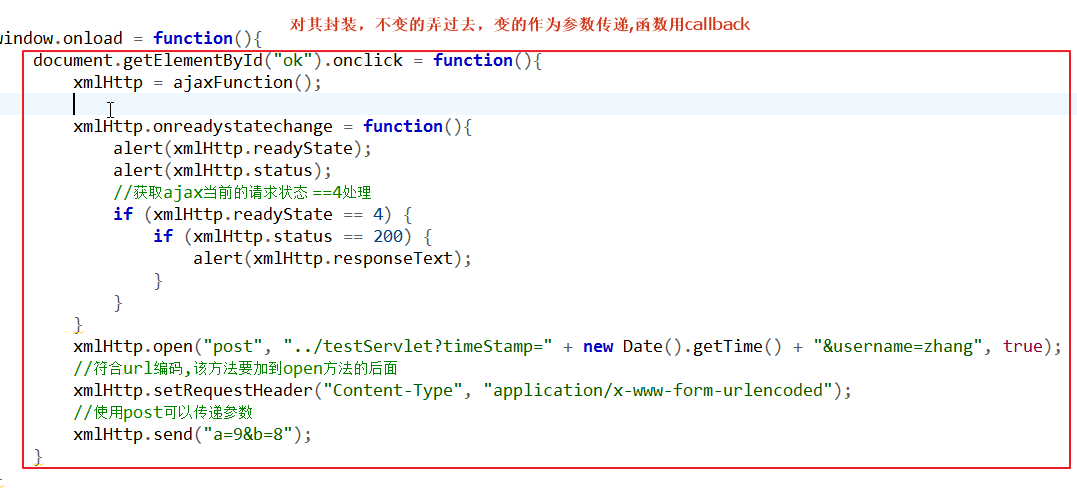 对其封装，不变的弄过去，变的作为参数传递,函数用callback
window.onload = function(){
document.getElementById("ok").onclick = function(){
xmlHttp = ajaxFunction();
xmlHttp.onreadystatechange = function(){
alert(xmlHttp.readyState);
alert(xmlHttp.status);
//获取ajax当前的请求状态 ==4处理
if (xmlHttp.readyState == 4) {
if (xmlHttp.status == 200) {
alert(xmlHttp.responseText);
}
}
}
xmlHttp.open("post", "../testServlet?timeStamp=" + new Date().getTime() + "&username=zhang", true);
//符合url编码,该方法要加到open方法的后面
xmlHttp.setRequestHeader("Content-Type", "application/x-www-form-urlencoded");
//使用post可以传递参数
xmlHttp.send("a=9&b=8");
}